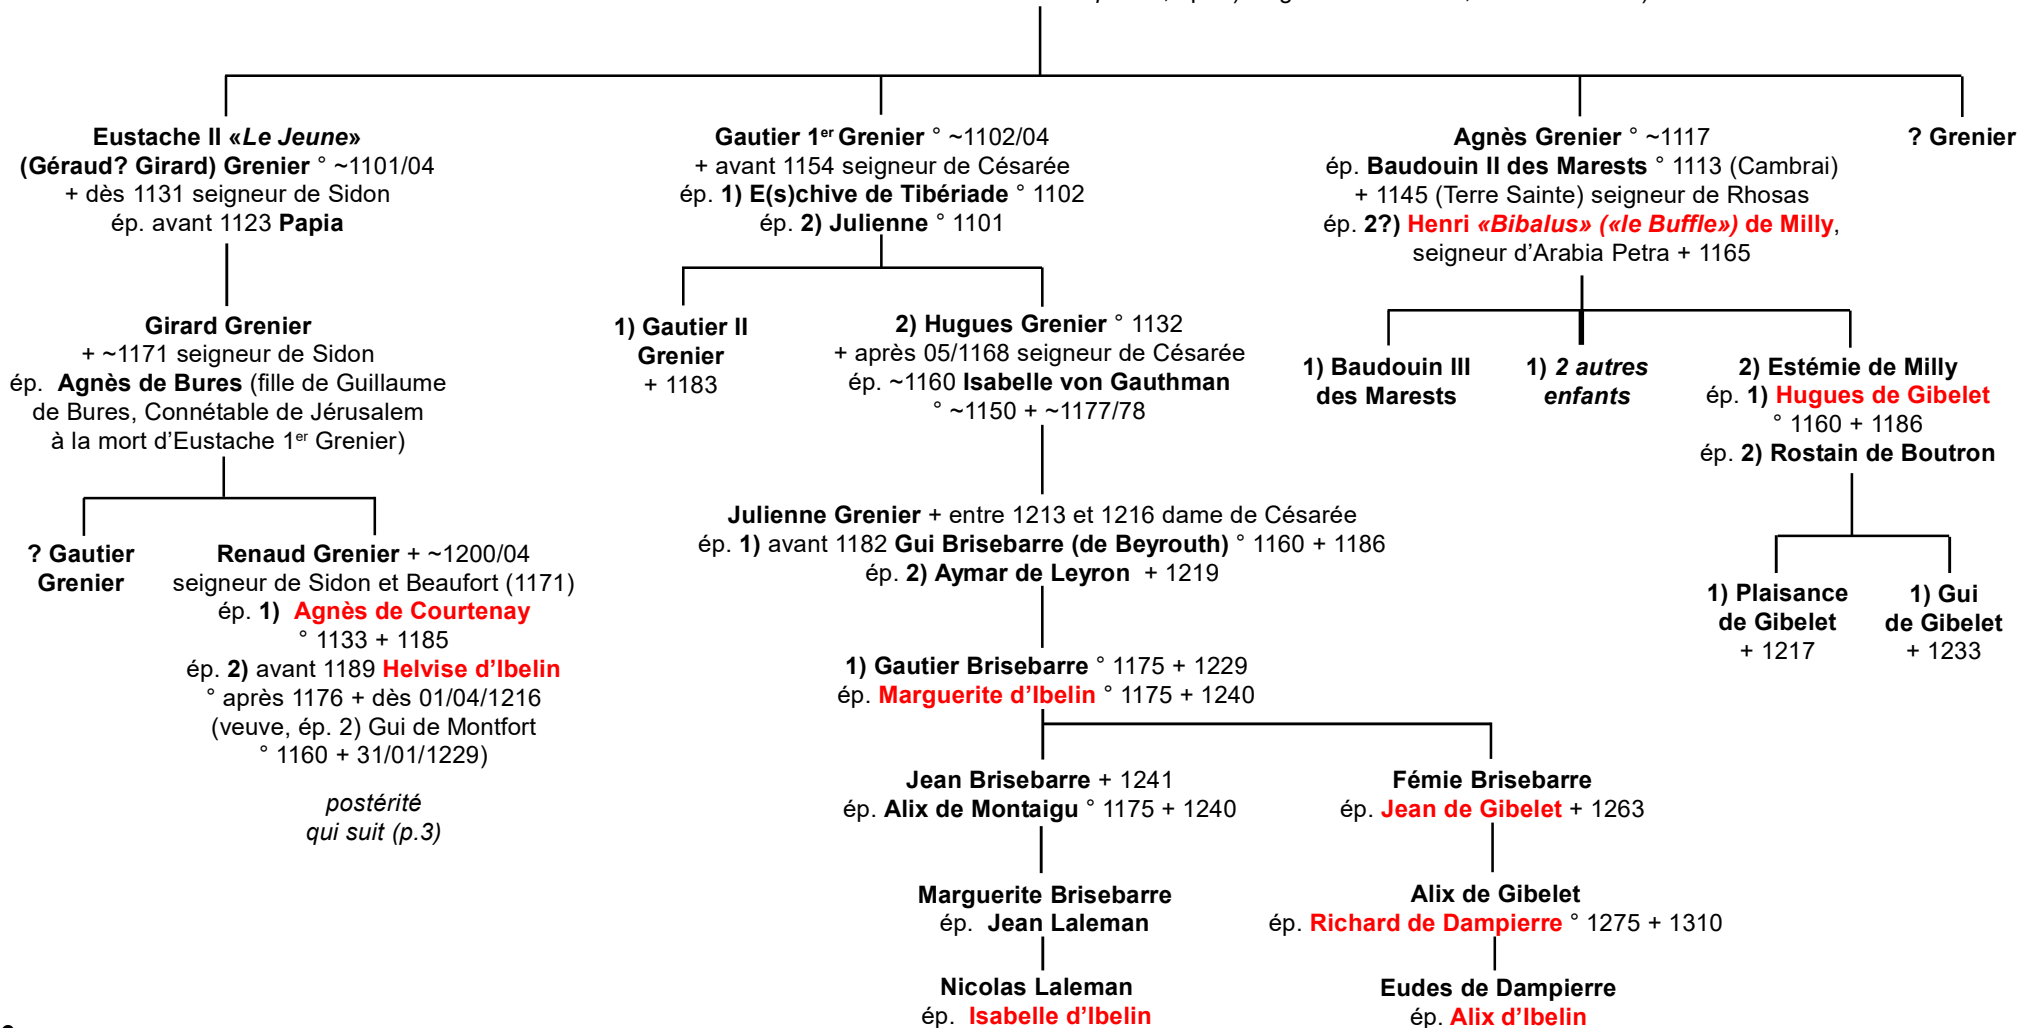 Eustache II «Le Jeune»
(Géraud? Girard) Grenier ° ~1101/04
+ dès 1131 seigneur de Sidon
ép. avant 1123 Papia
Gautier 1er Grenier ° ~1102/04
+ avant 1154 seigneur de Césarée
ép. 1) E(s)chive de Tibériade ° 1102
ép. 2) Julienne ° 1101
Agnès Grenier ° ~1117
ép. Baudouin II des Marests ° 1113 (Cambrai)
+ 1145 (Terre Sainte) seigneur de Rhosas
ép. 2?) Henri «Bibalus» («le Buffle») de Milly,
seigneur d’Arabia Petra + 1165
? Grenier
Girard Grenier
+ ~1171 seigneur de Sidon
ép. Agnès de Bures (fille de Guillaume
de Bures, Connétable de Jérusalem
à la mort d’Eustache 1er Grenier)
1) Gautier II
Grenier
+ 1183
2) Hugues Grenier ° 1132
+ après 05/1168 seigneur de Césarée
ép. ~1160 Isabelle von Gauthman
° ~1150 + ~1177/78
1) Baudouin III
des Marests
1) 2 autres
enfants
2) Estémie de Milly
ép. 1) Hugues de Gibelet
° 1160 + 1186
ép. 2) Rostain de Boutron
? Gautier
Grenier
Renaud Grenier + ~1200/04
seigneur de Sidon et Beaufort (1171)
ép. 1) Agnès de Courtenay
° 1133 + 1185
ép. 2) avant 1189 Helvise d’Ibelin
° après 1176 + dès 01/04/1216
(veuve, ép. 2) Gui de Montfort
° 1160 + 31/01/1229)
postérité
qui suit (p.3)
Julienne Grenier + entre 1213 et 1216 dame de Césarée
ép. 1) avant 1182 Gui Brisebarre (de Beyrouth) ° 1160 + 1186
ép. 2) Aymar de Leyron + 1219
1) Plaisance
de Gibelet
+ 1217
1) Gui
de Gibelet
+ 1233
1) Gautier Brisebarre ° 1175 + 1229
ép. Marguerite d’Ibelin ° 1175 + 1240
Jean Brisebarre + 1241
ép. Alix de Montaigu ° 1175 + 1240
Fémie Brisebarre
ép. Jean de Gibelet + 1263
Marguerite Brisebarre
ép. Jean Laleman
Alix de Gibelet
ép. Richard de Dampierre ° 1275 + 1310
Nicolas Laleman
ép. Isabelle d’Ibelin
Eudes de Dampierre
ép. Alix d’Ibelin